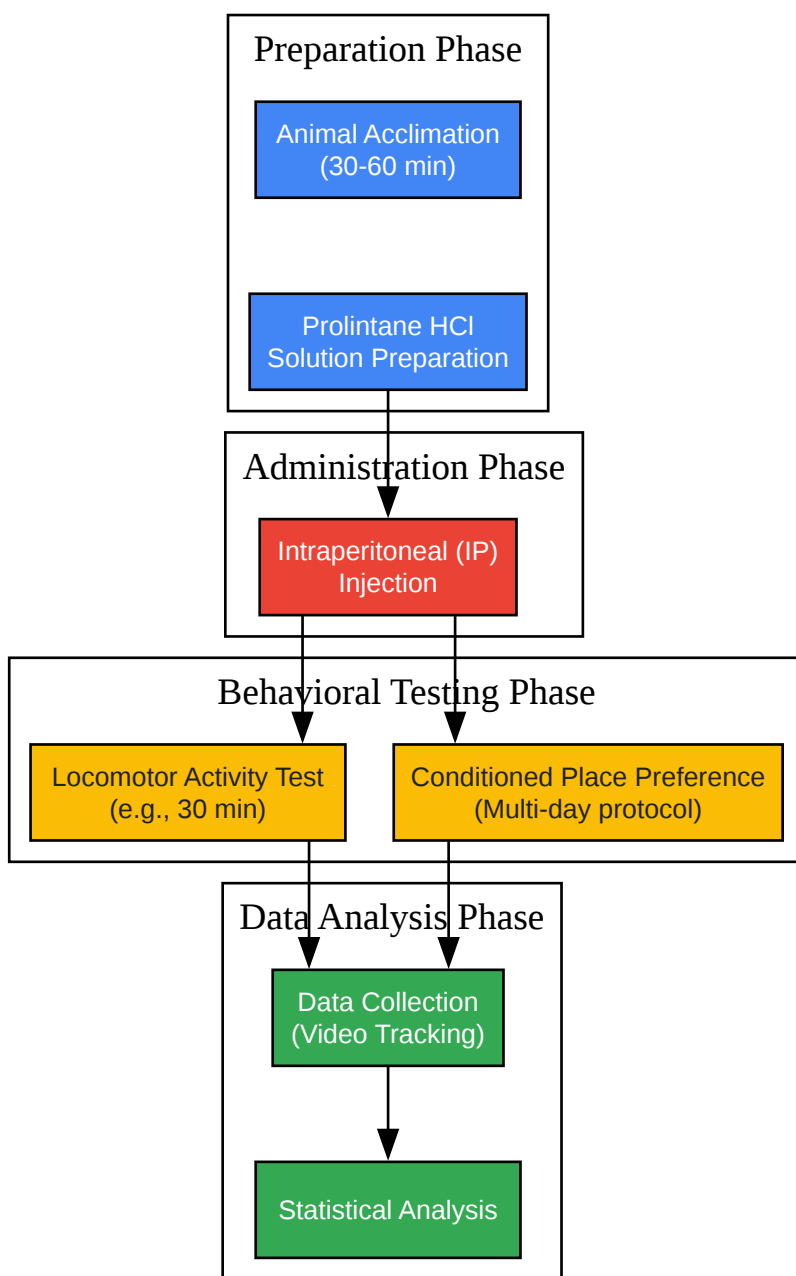 Preparation Phase
Animal Acclimation
(30-60 min)
Prolintane HCl
Solution Preparation
Administration Phase
Intraperitoneal (IP)
Injection
Behavioral Testing Phase
Locomotor Activity Test
(e.g., 30 min)
Conditioned Place Preference
(Multi-day protocol)
Data Analysis Phase
Data Collection
(Video Tracking)
Statistical Analysis